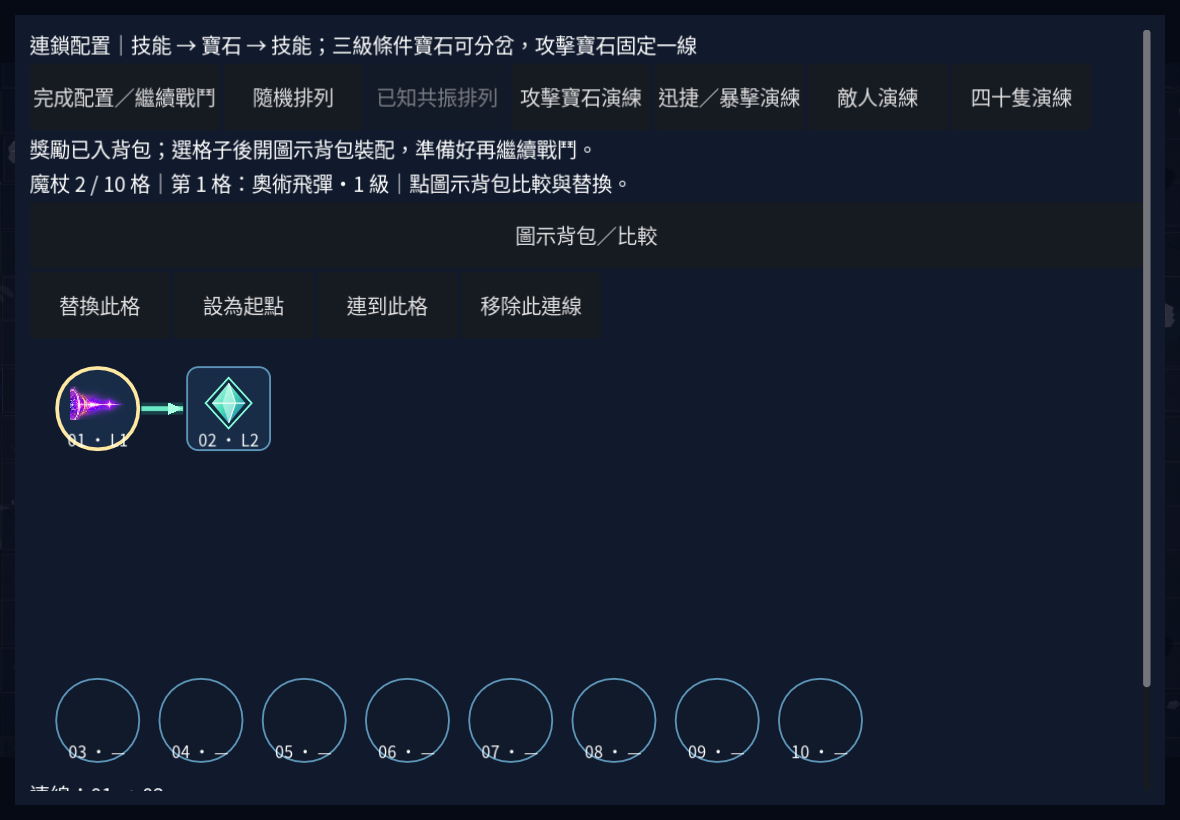 連鎖配置｜技能 → 寶石 → 技能；三級條件寶石可分岔，攻擊寶石固定一線
完成配置／繼續戰鬥 隨機排列 已知共振排列 攻擊寶石演練 迅捷／暴擊演練 敵人演練 四十隻演練
獎勵已入背包；選格子後開圖示背包裝配，準備好再繼續戰鬥。
魔杖 2 / 10 格｜第 1 格：奧術飛彈・1 級｜點圖示背包比較與替換。
圖示背包／比較
替換此格 設為起點 連到此格 移除此連線
01・L1 02・L2
03・— 04・— 05・— 06・— 07・— 08・— 09・— 10・—